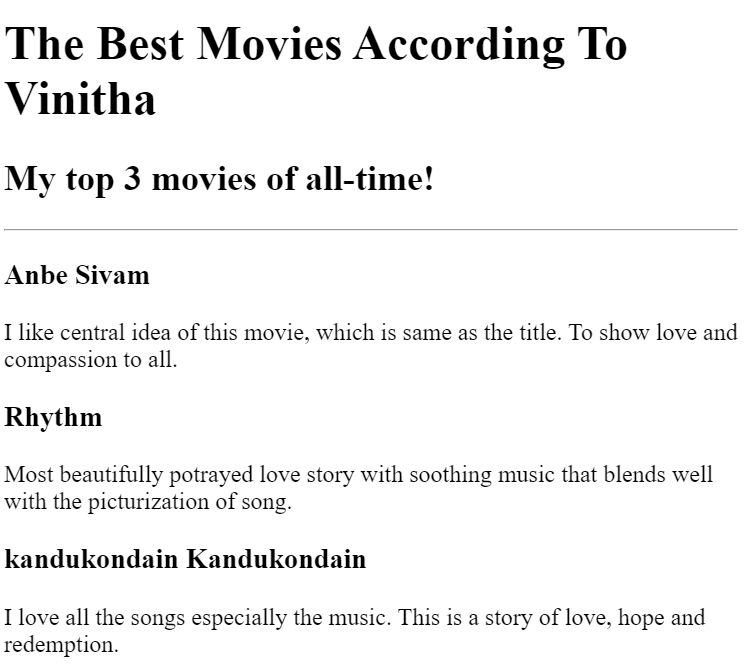 The Best Movies According To
Vinitha
My top 3 movies of all-time!
Anbe Sivam
I like central idea of this movie, which is same as the title. To show love and
compassion to all.
Rhythm
Most beautifully potrayed love story with soothing music that blends well
with the picturization of song.
kandukondain Kandukondain
I love all the songs especially the music. This is a story of love, hope and
redemption.